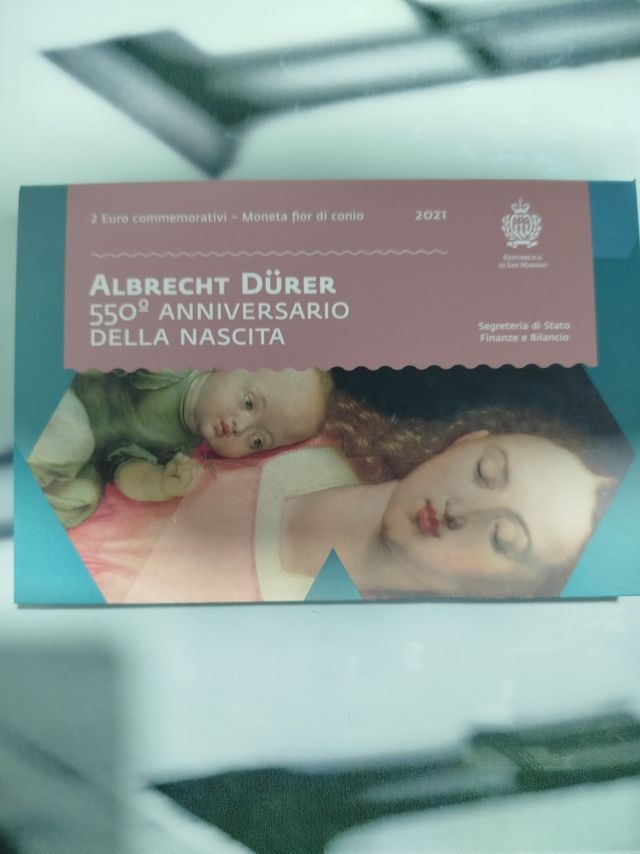 2 Euro commemorativi - Moneta fior di conio
2021
ALBRECHT DÜRER
550º ANNIVERSARIO
DELLA NASCITA
REPUBBLICA
DI SAN MARINO
Segreteria di Stato
Finanze e Bilancio